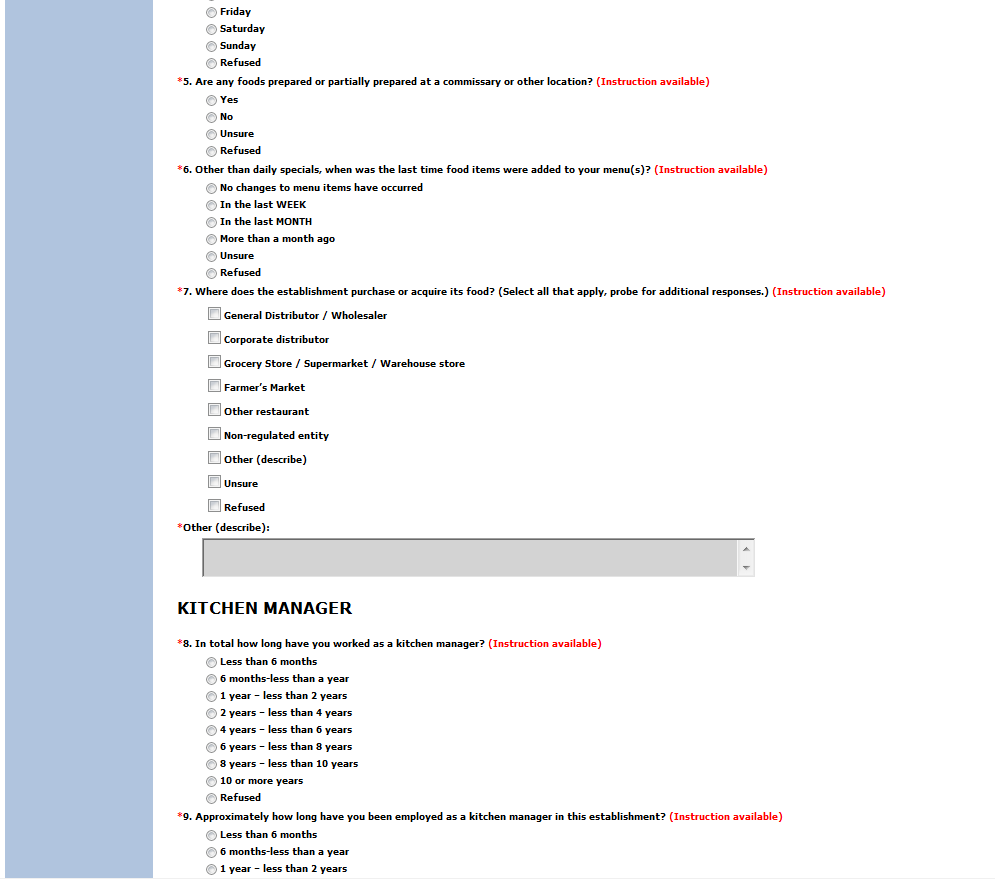 Friday
Saturday
Sunday
Refused
*5. Are any foods prepared or partially prepared at a commissary or other location? (Instruction available)
Yes
No
Unsure
Refused
*6. Other than daily specials, when was the last time food items were added to your menu(s)? (Instruction available)
No changes to menu items have occurred
In the last WEEK
In the last MONTH
More than a month ago
Unsure
Refused
*7. Where does the establishment purchase or acquire its food? (Select all that apply, probe for additional responses.) (Instruction available)
General Distributor / Wholesaler
Corporate distributor
Grocery Store / Supermarket / Warehouse store
Farmer’s Market
Other restaurant
Non-regulated entity
Other (describe)
Unsure
Refused
*Other (describe):
KITCHEN MANAGER
*8. In total how long have you worked as a kitchen manager? (Instruction available)
Less than 6 months
6 months-less than a year
1 year – less than 2 years
2 years – less than 4 years
4 years – less than 6 years
6 years – less than 8 years
8 years – less than 10 years
10 or more years
Refused
*9. Approximately how long have you been employed as a kitchen manager in this establishment? (Instruction available)
Less than 6 months
6 months-less than a year
1 year – less than 2 years